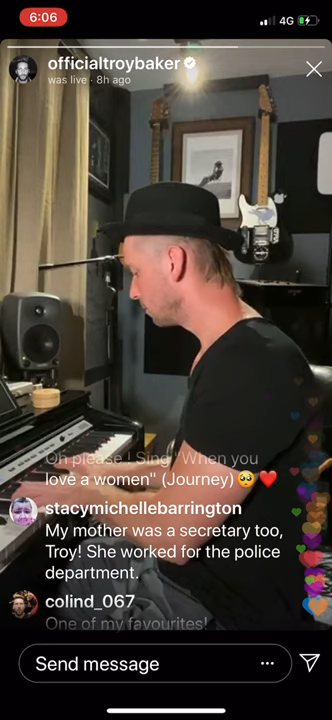 6:06
4G
officialtroybaker
was live · 8h ago
Oh please ! Sing "When you
love a women" (Journey) 🥺 ❤️
stacymichellebarrington
My mother was a secretary too,
Troy! She worked for the police
department.
colind_067
One of my favourites!
Send message